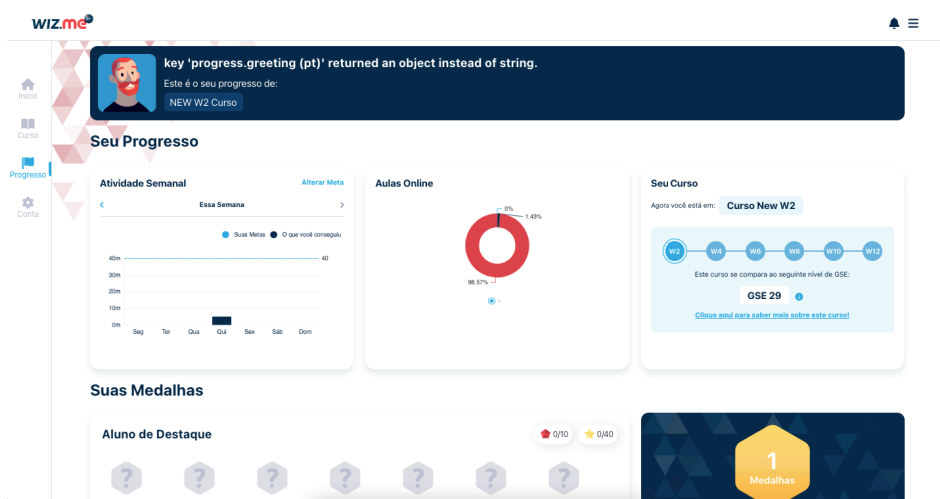 WIZ.me
key 'progress.greeting (pt)' returned an object instead of string.
Este é o seu progresso de:
NEW W2 Curso
Início
Curso
Progresso
Conta
Seu Progresso
Atividade Semanal
Alterar Meta
Essa Semana
Suas Metas
O que você conseguiu
40m
40
30m
20m
10m
0m
Seg Ter Qua Qui Sex Sáb Dom
Aulas Online
0%
1.43%
98.57%
Seu Curso
Agora você está em:
Curso New W2
W2 W4 W6 W8 W10 W12
Este curso se compara ao seguinte nível de GSE:
GSE 29
Clique aqui para saber mais sobre este curso!
Suas Medalhas
Aluno de Destaque
0/10
0/40
? ? ? ? ? ? ?
1
Medalhas